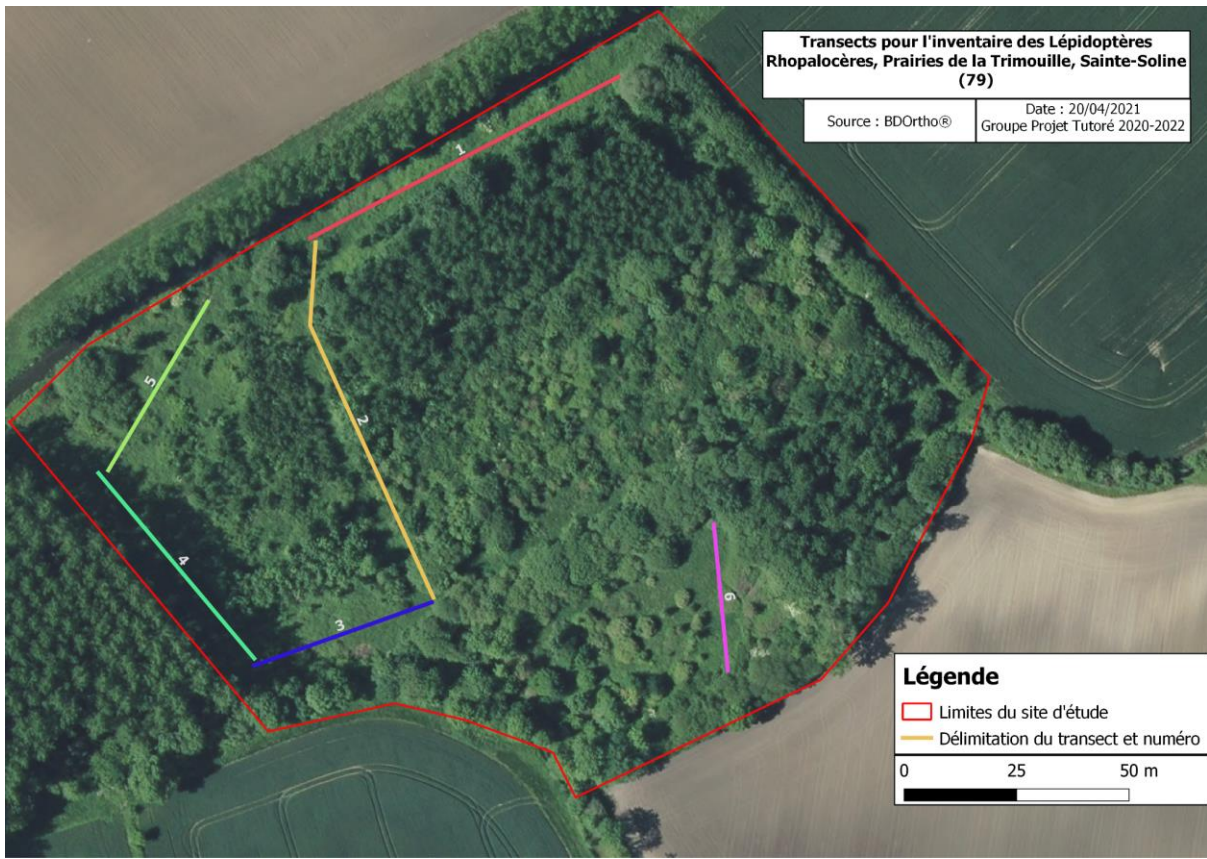 Transects pour l'inventaire des Lépidoptères
Rhopalocères, Prairies de la Trimouille, Sainte-Soline
(79)
Source : BDOrtho®
Date : 20/04/2021
Groupe Projet Tutoré 2020-2022
1
2
3
4
5
6
Légende
Limites du site d'étude
Délimitation du transect et numéro
0 25 50 m